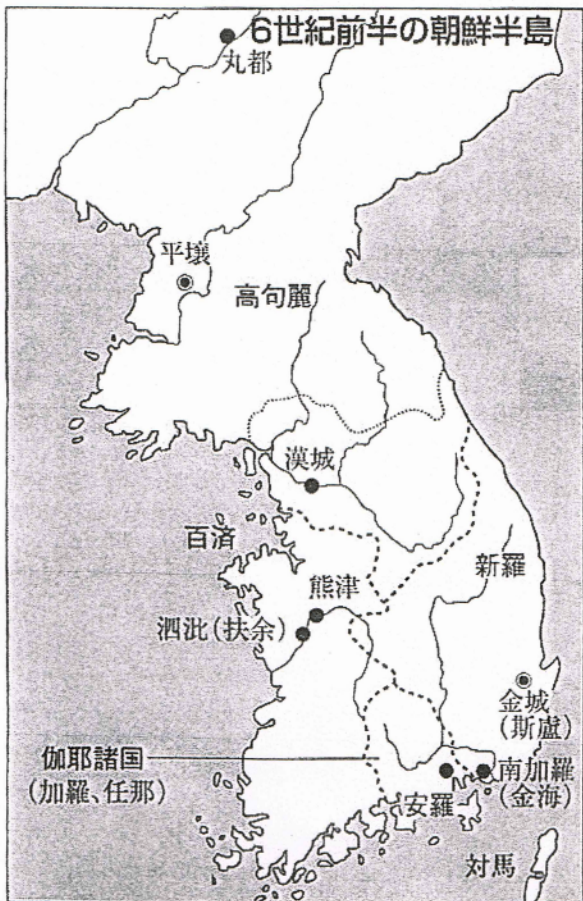 6世紀前半の朝鮮半島
丸都
平壌
高句麗
漢城
百済
熊津
新羅
泗沘(扶余)
金城
(斯盧)
伽耶諸国
(加羅、任那)
南加羅
(金海)
安羅
対馬